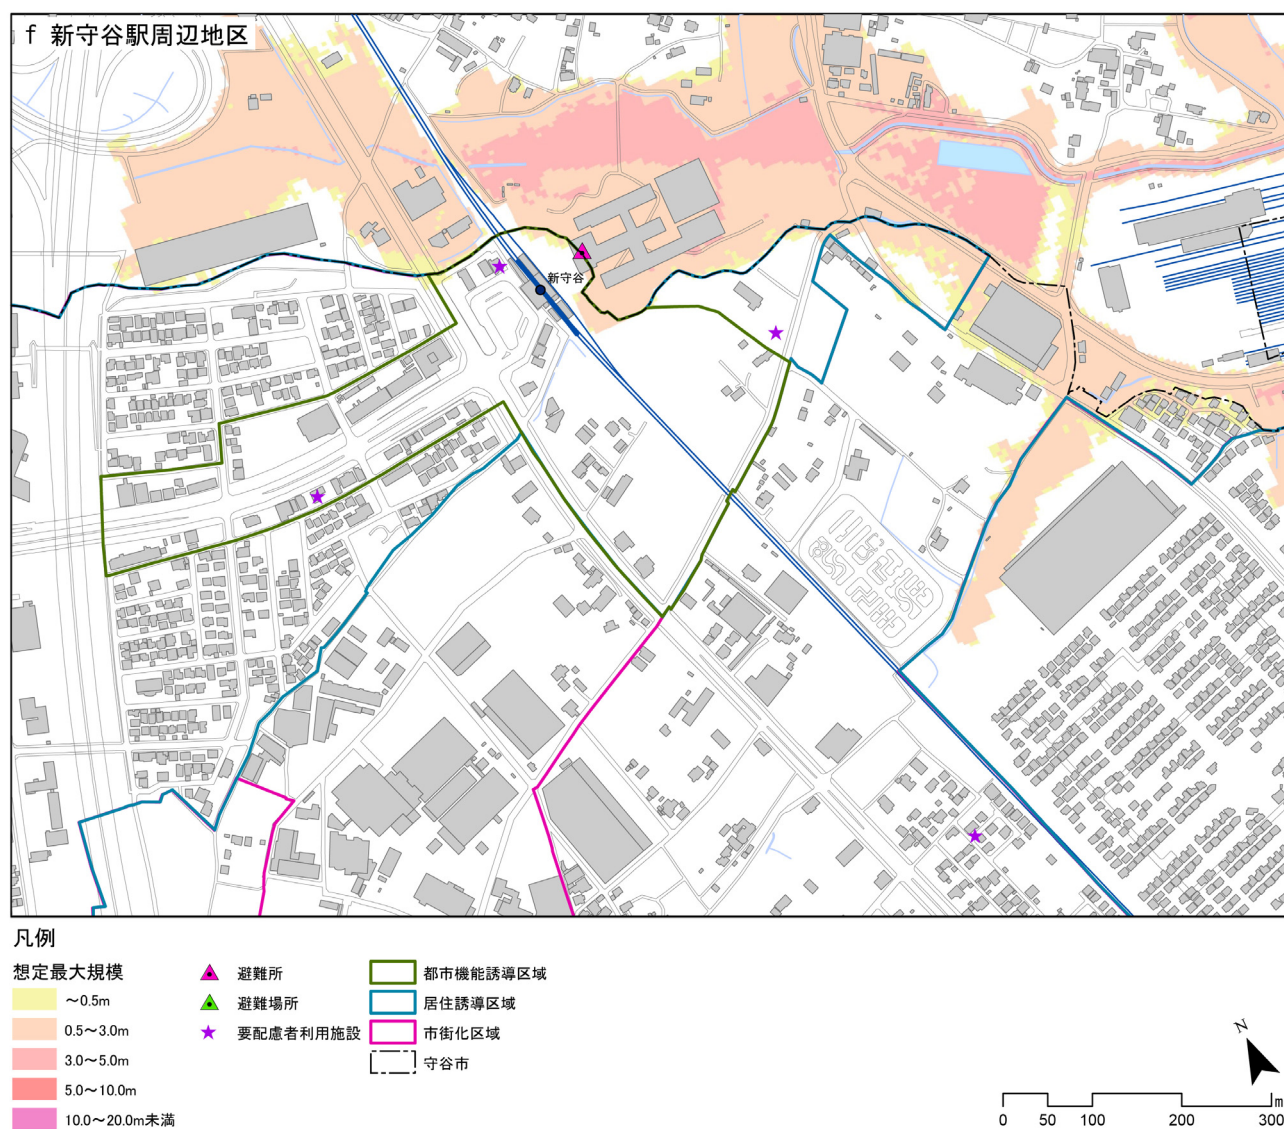 f 新守谷駅周辺地区
新守谷
凡例
想定最大規模
～0.5m
0.5～3.0m
3.0～5.0m
5.0～10.0m
10.0～20.0m未満
避難所
避難場所
要配慮者利用施設
都市機能誘導区域
居住誘導区域
市街化区域
守谷市
N
m
0 50 100 200 300